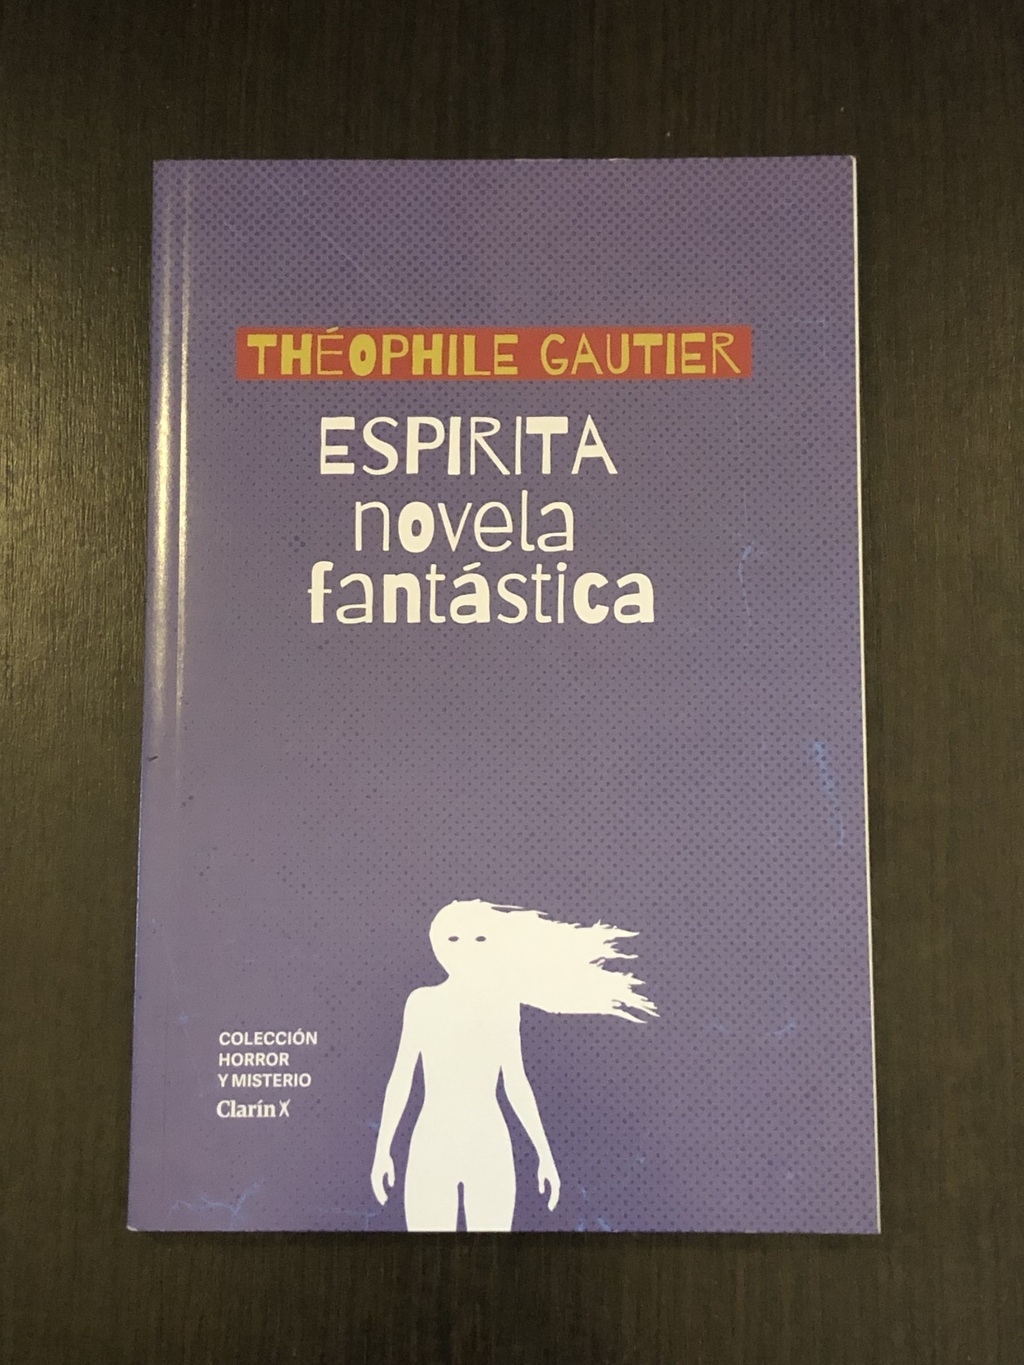 THÉOPHILE GAUTIER
ESPIRITA
novela
fantástica
COLECCIÓN
HORROR
Y MISTERIO
Clarín